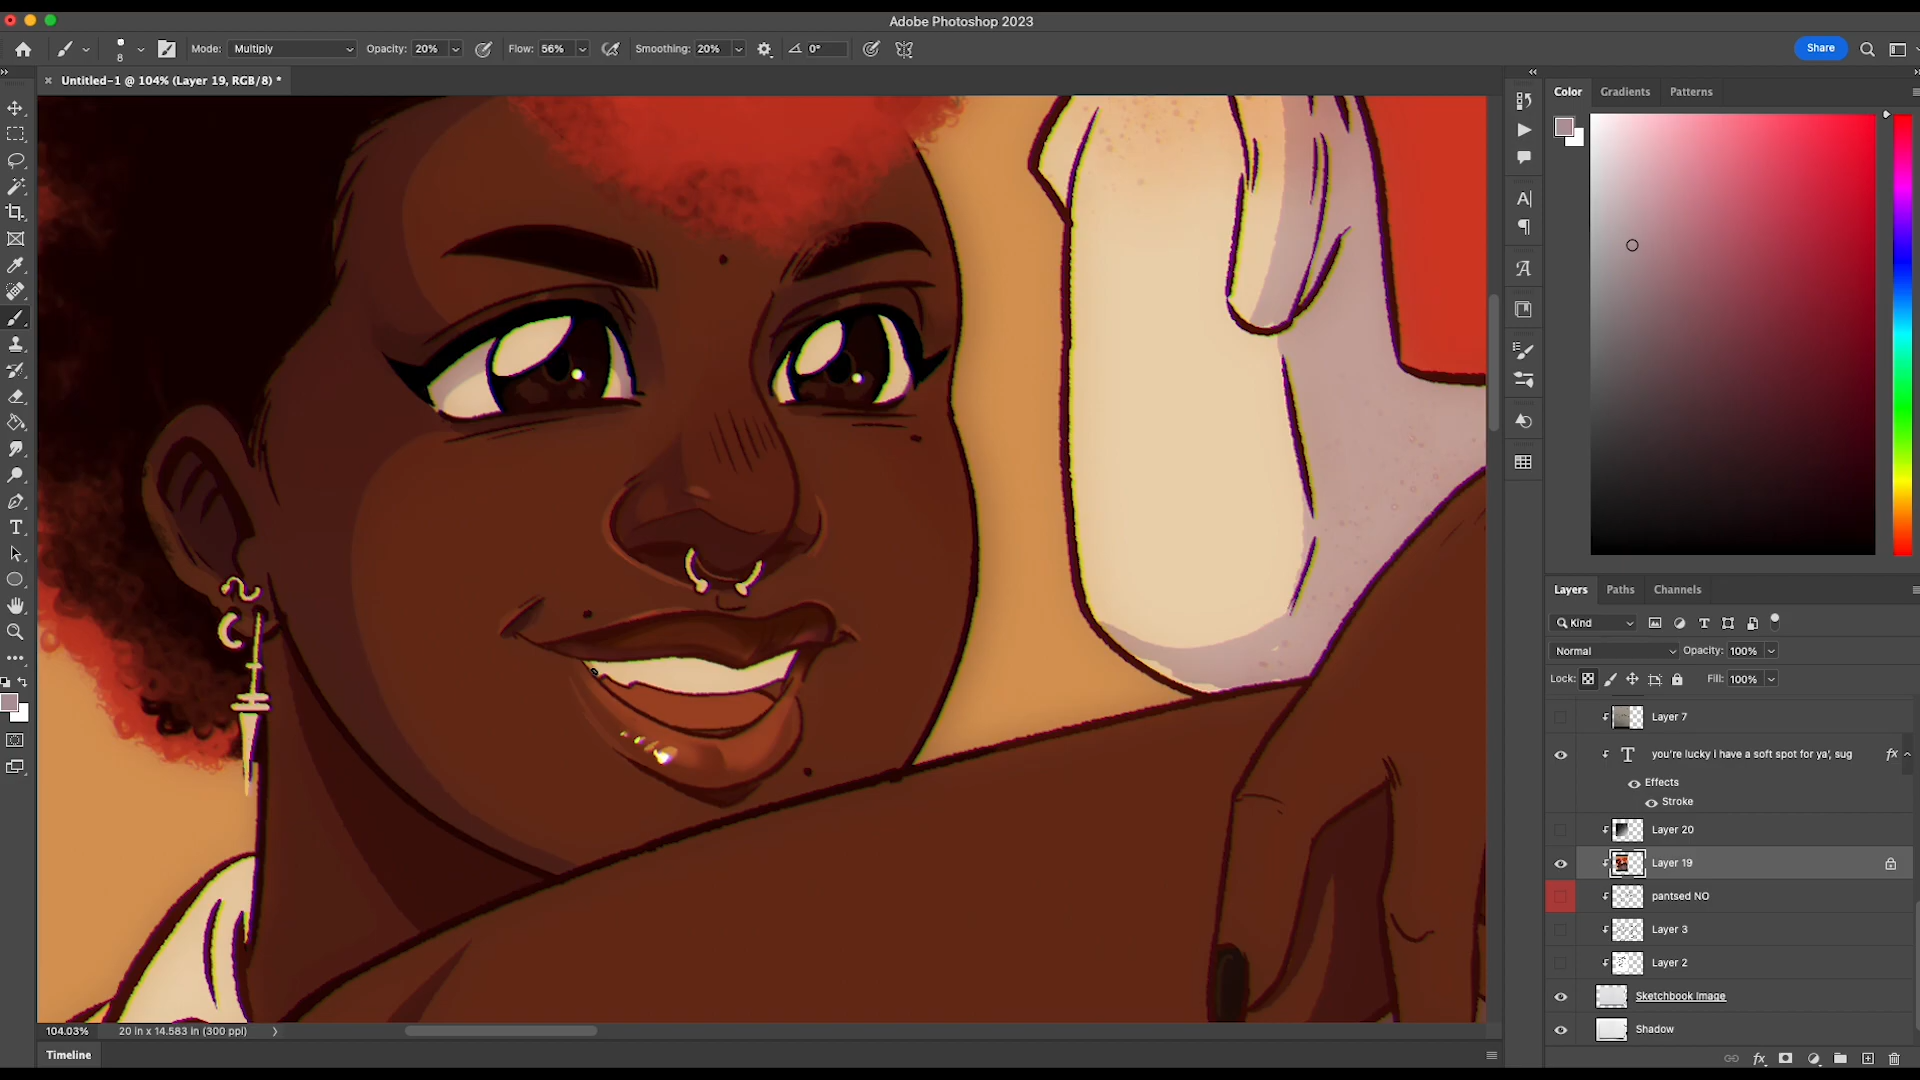 Adobe Photoshop 2023
8
Mode: Multiply
Opacity: 20%
Flow: 56%
Smoothing: 20%
0°
Share
Untitled-1 @ 104% (Layer 19, RGB/8) *
Color
Gradients
Patterns
Layers
Paths
Channels
Kind
Normal
Opacity: 100%
Lock:
Fill: 100%
Layer 7
you're lucky i have a soft spot for ya', sug
fx
Effects
Stroke
Layer 20
Layer 19
pantsed NO
Layer 3
Layer 2
Sketchbook Image
Shadow
fx
104.03%
20 in x 14.583 in (300 ppi)
Timeline